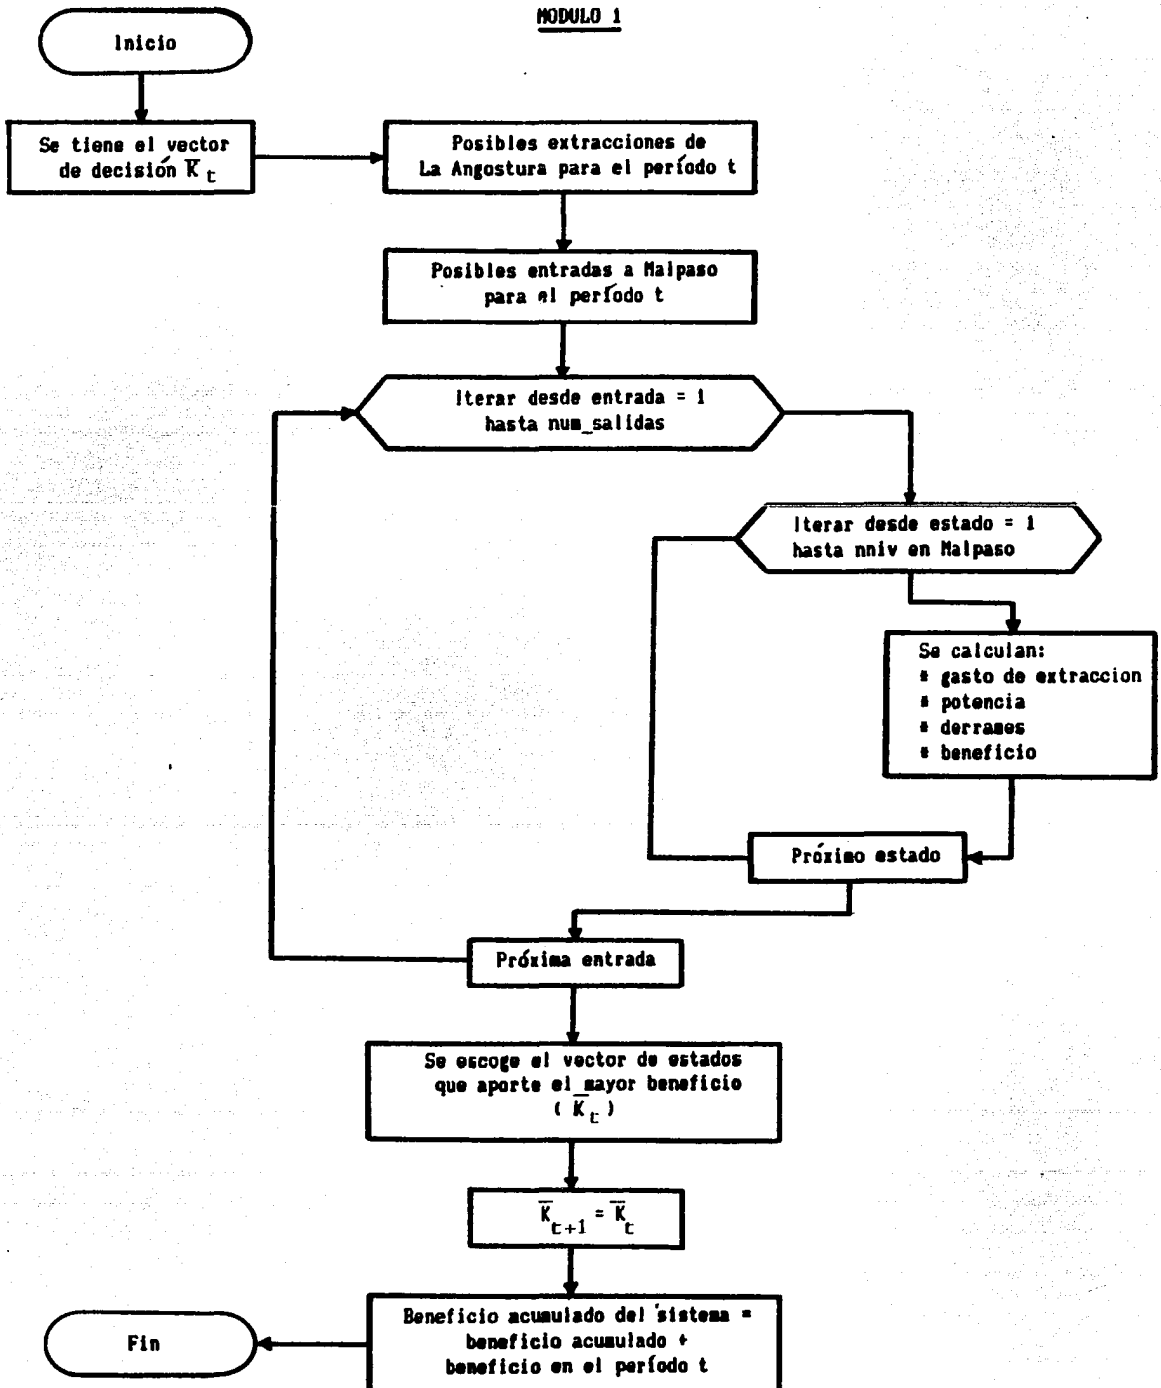 MODULO 1
Inicio
Se tiene el vector
de decisión K̅ t
Posibles extracciones de
La Angostura para el período t
Posibles entradas a Malpaso
para el período t
Iterar desde entrada = 1
hasta num_salidas
Iterar desde estado = 1
hasta nniv en Malpaso
Se calculan:
* gasto de extraccion
* potencia
* derrames
* beneficio
Próximo estado
Próxima entrada
Se escoge el vector de estados
que aporte el mayor beneficio
( K̅ t )
K̅ t+1 = K̅ t
Beneficio acumulado del sistema =
beneficio acumulado +
beneficio en el período t
Fin